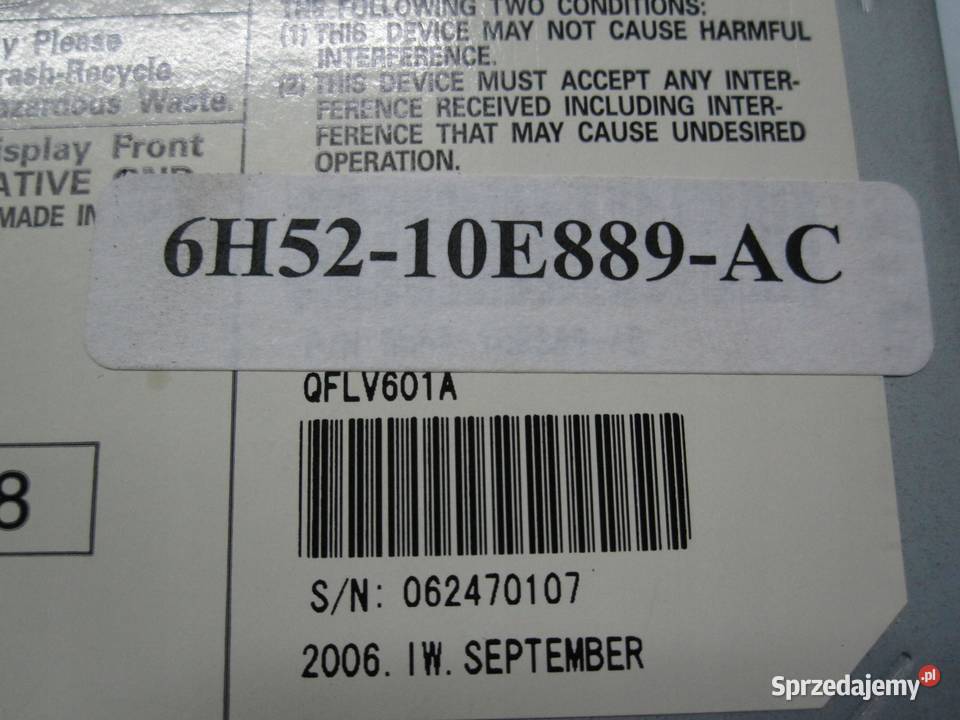 THE FOLLOWING TWO CONDITIONS:
(1) THIS DEVICE MAY NOT CAUSE HARMFUL
INTERFERENCE.
(2) THIS DEVICE MUST ACCEPT ANY INTER-
FERENCE RECEIVED INCLUDING INTER-
FERENCE THAT MAY CAUSE UNDESIRED
OPERATION.
y Please
rash-Recycle
azardous Waste.
isplay Front
ATIVE GND
MADE IN
6H52-10E889-AC
QFLV601A
8
S/N: 062470107
2006. IW. SEPTEMBER
Sprzedajemy.pl